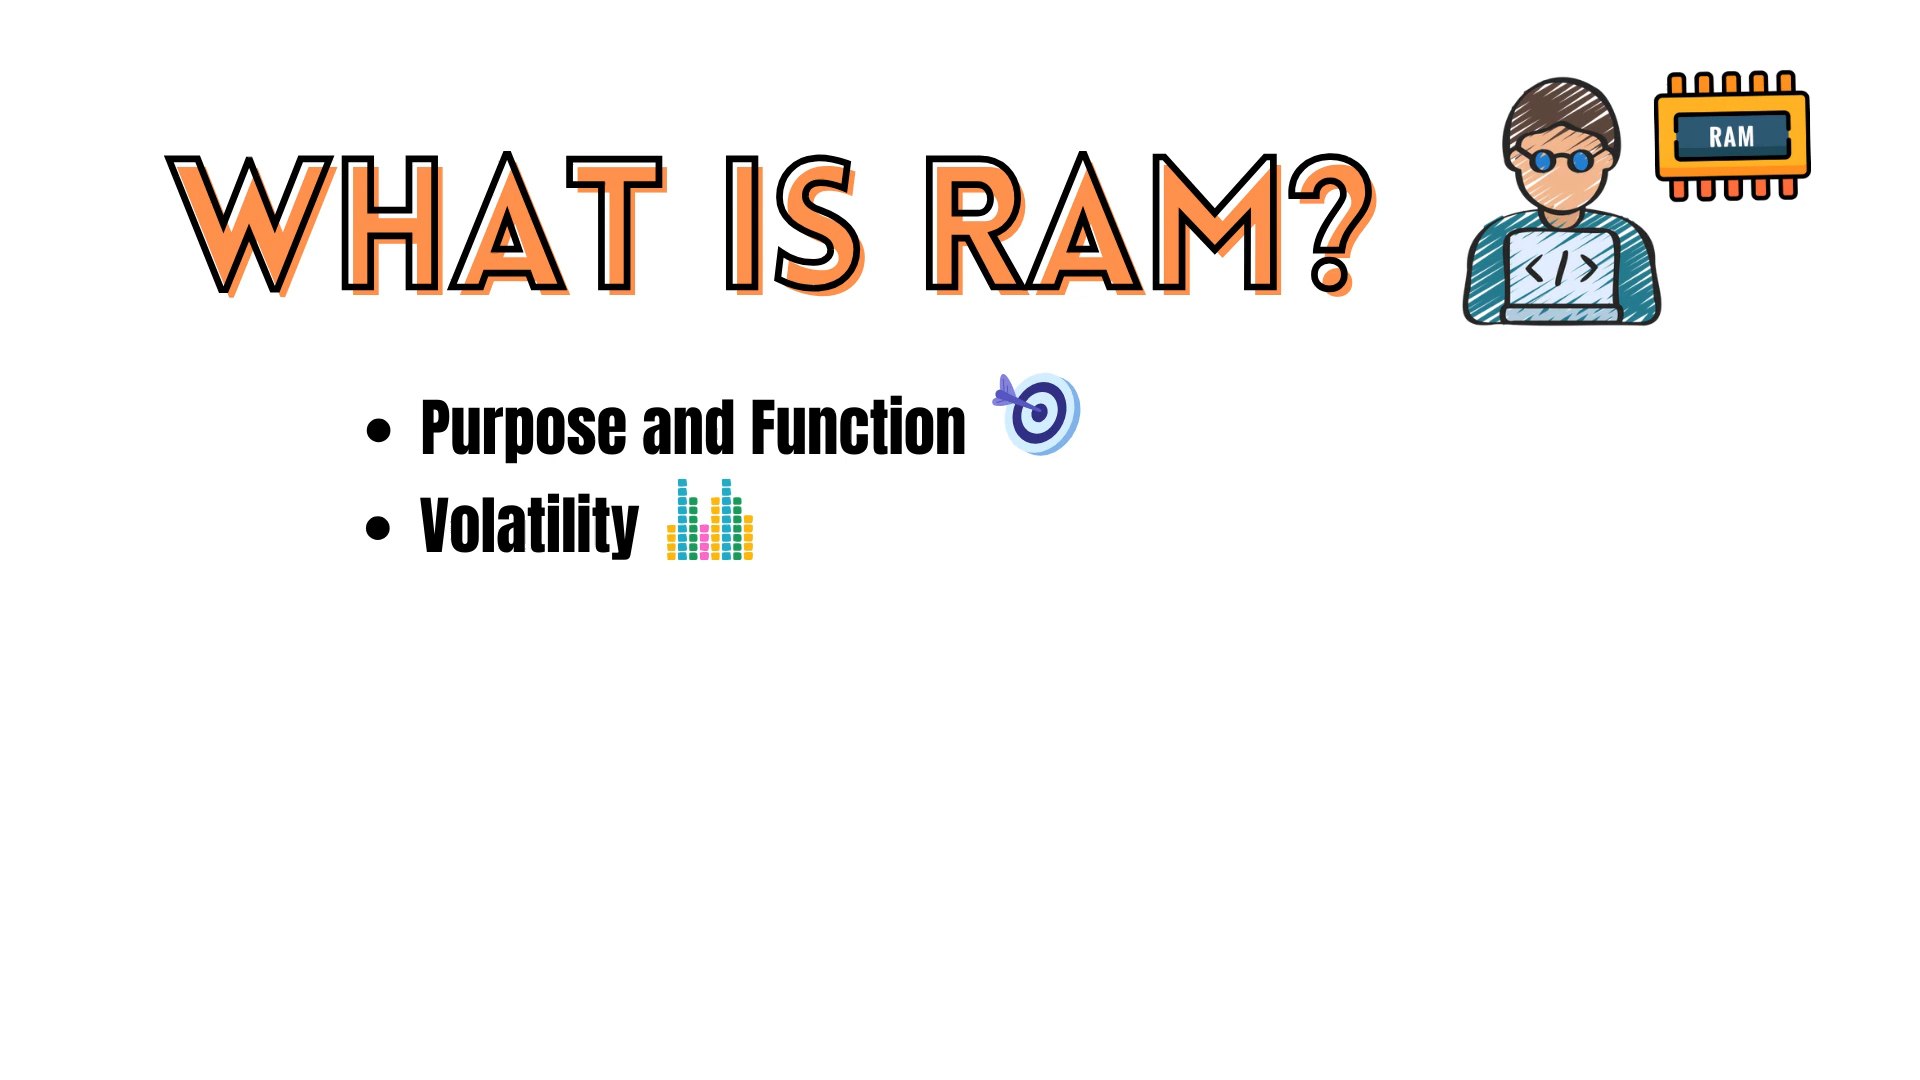 WHAT IS RAM?
RAM
</>
• Purpose and Function
• Volatility